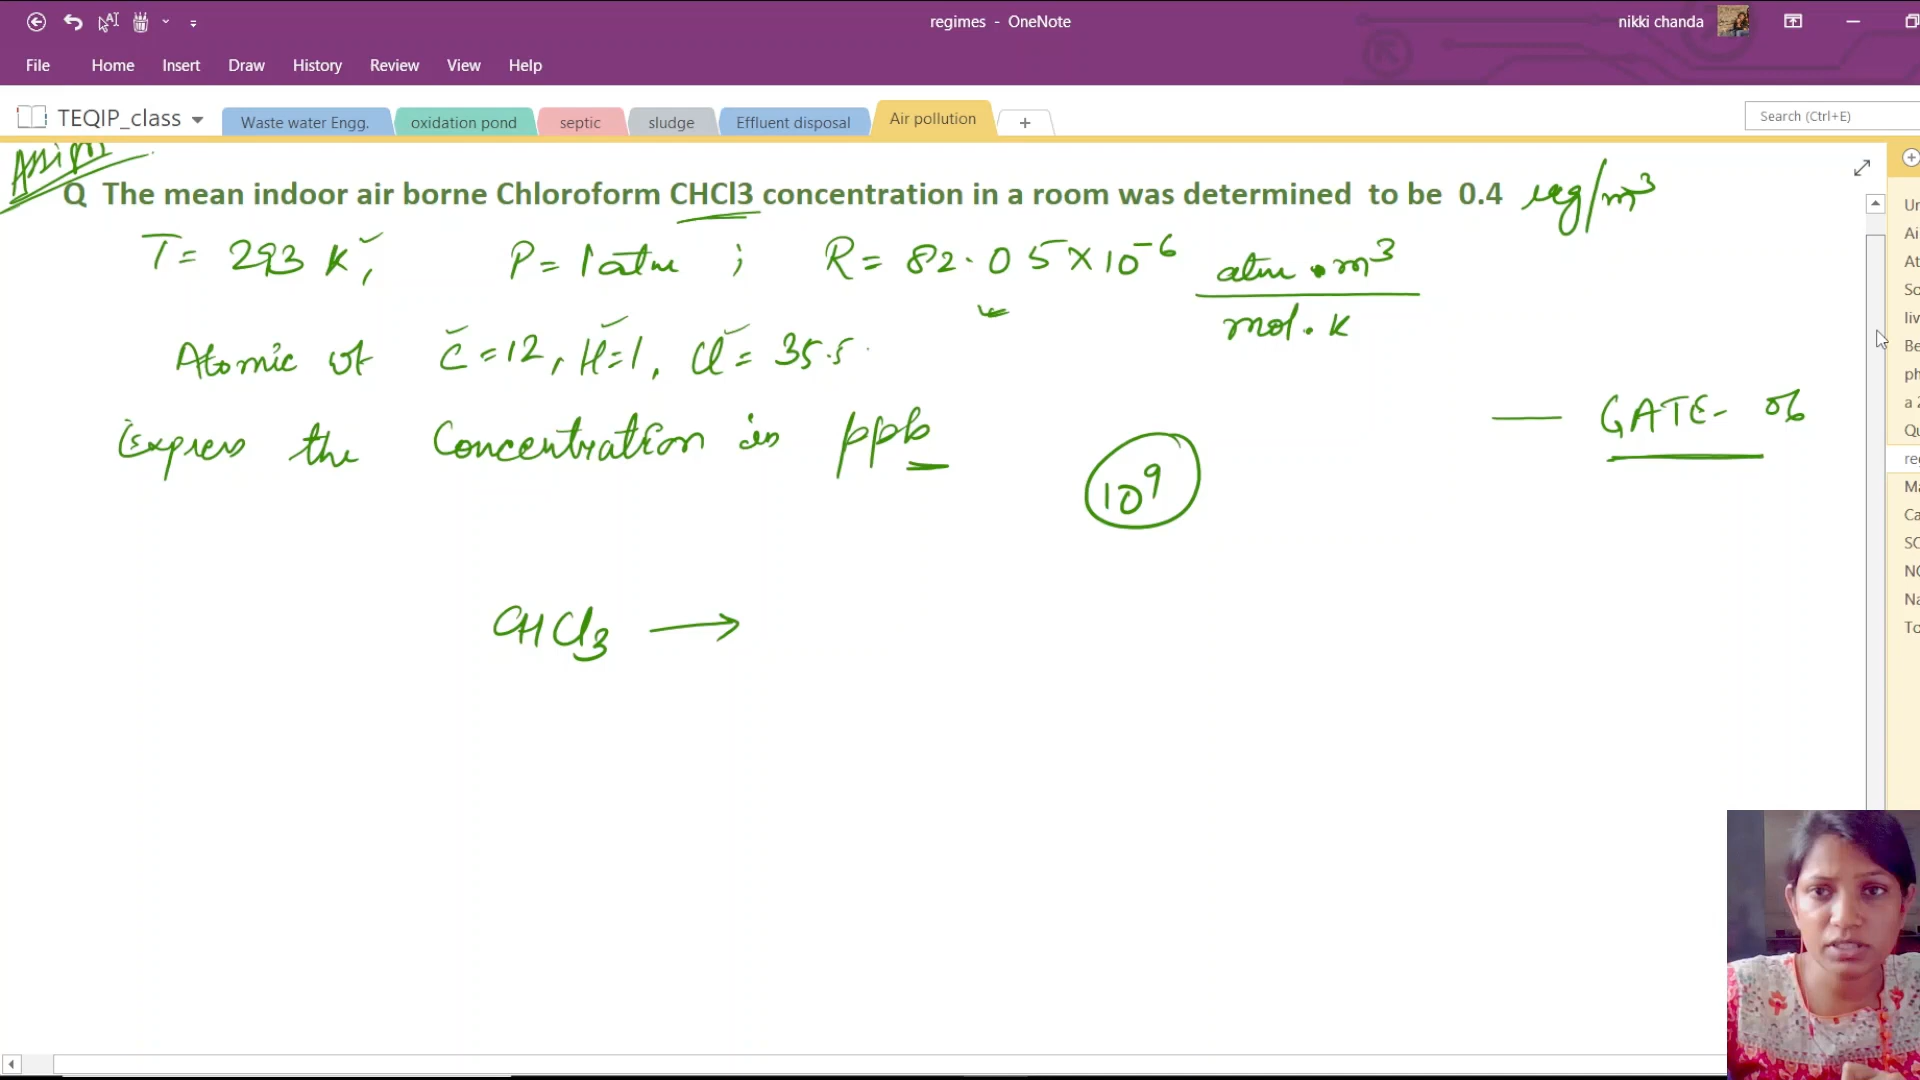 regimes - OneNote
nikki chanda
File Home Insert Draw History Review View Help
TEQIP_class
Waste water Engg. oxidation pond septic sludge Effluent disposal Air pollution +
Search (Ctrl+E)
Q The mean indoor air borne Chloroform CHCl3 concentration in a room was determined to be 0.4 μg/m³
T = 293 K, P = 1 atm ; R = 82.05 × 10⁻⁶ atm . m³ / mol . K
Atomic wt C = 12, H = 1, Cl = 35.5
Express the Concentration in ppb
10⁹
— GATE- 06
CHCl3 →